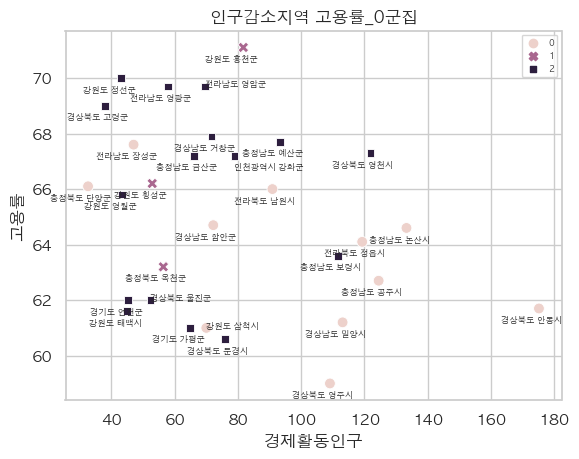 인구감소지역 고용률_0군집
0
1
2
강원도 홍천군
강원도 정선군
전라남도 영광군
전라남도 영암군
경상북도 고령군
경상남도 거창군
전라남도 장성군
충청남도 금산군
충청남도 예산군
인천광역시 강화군
경상북도 영천시
충청북도 단양군
강원도 횡성군
강원도 영월군
전라북도 남원시
경상남도 함안군
충청남도 논산시
전라북도 정읍시
충청남도 보령시
충청북도 옥천군
충청남도 공주시
경상북도 울진군
경기도 연천군
강원도 태백시
강원도 삼척시
경기도 가평군
경상북도 문경시
경상남도 밀양시
경상북도 안동시
경상북도 영주시
고용률
70
68
66
64
62
60
40
60
80
100
120
140
160
180
경제활동인구